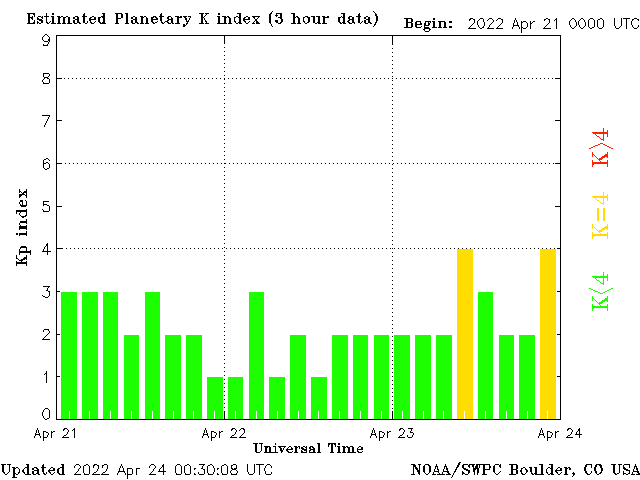 Estimated Planetary K index (3 hour data)
Begin: 2022 Apr 21 0000 UTC
9
8
7
6
5
4
3
2
1
0
Kp index
K>4
K=4
K<4
Apr 21
Apr 22
Apr 23
Apr 24
Universal Time
Updated 2022 Apr 24 00:30:08 UTC
NOAA/SWPC Boulder, CO USA